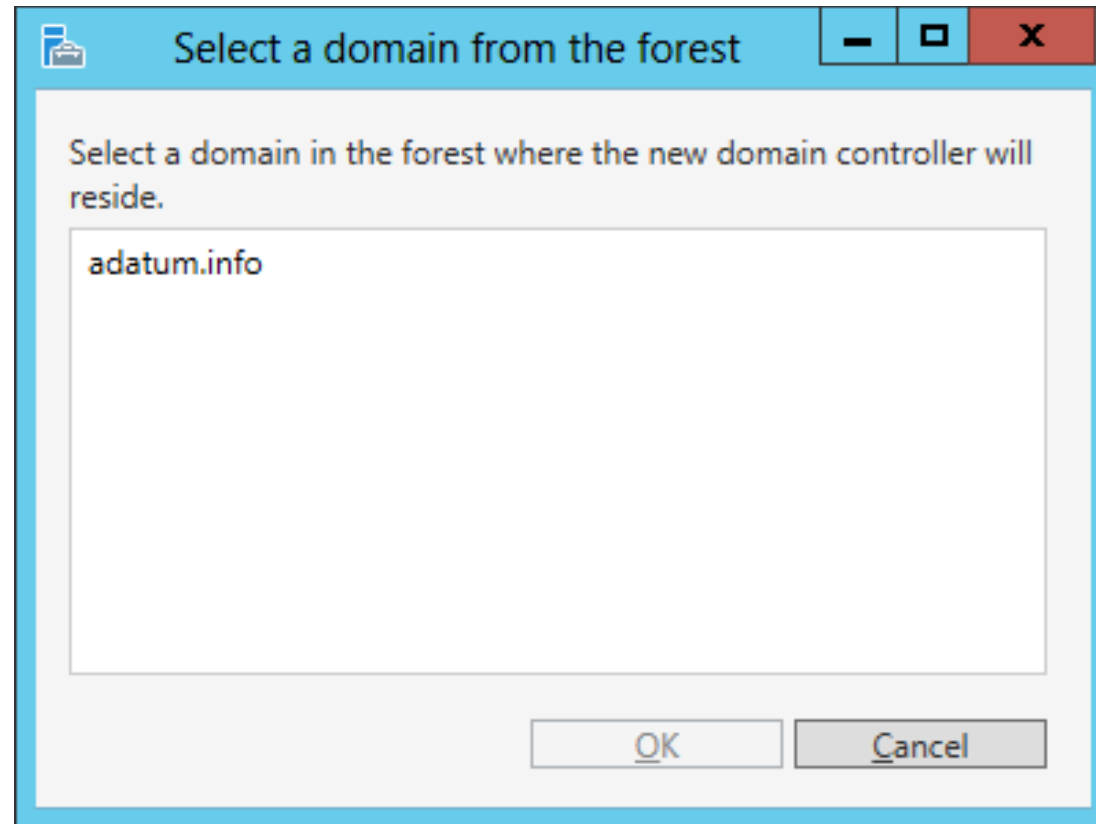 Select a domain from the forest
Select a domain in the forest where the new domain controller will
reside.
adatum.info
OK
Cancel